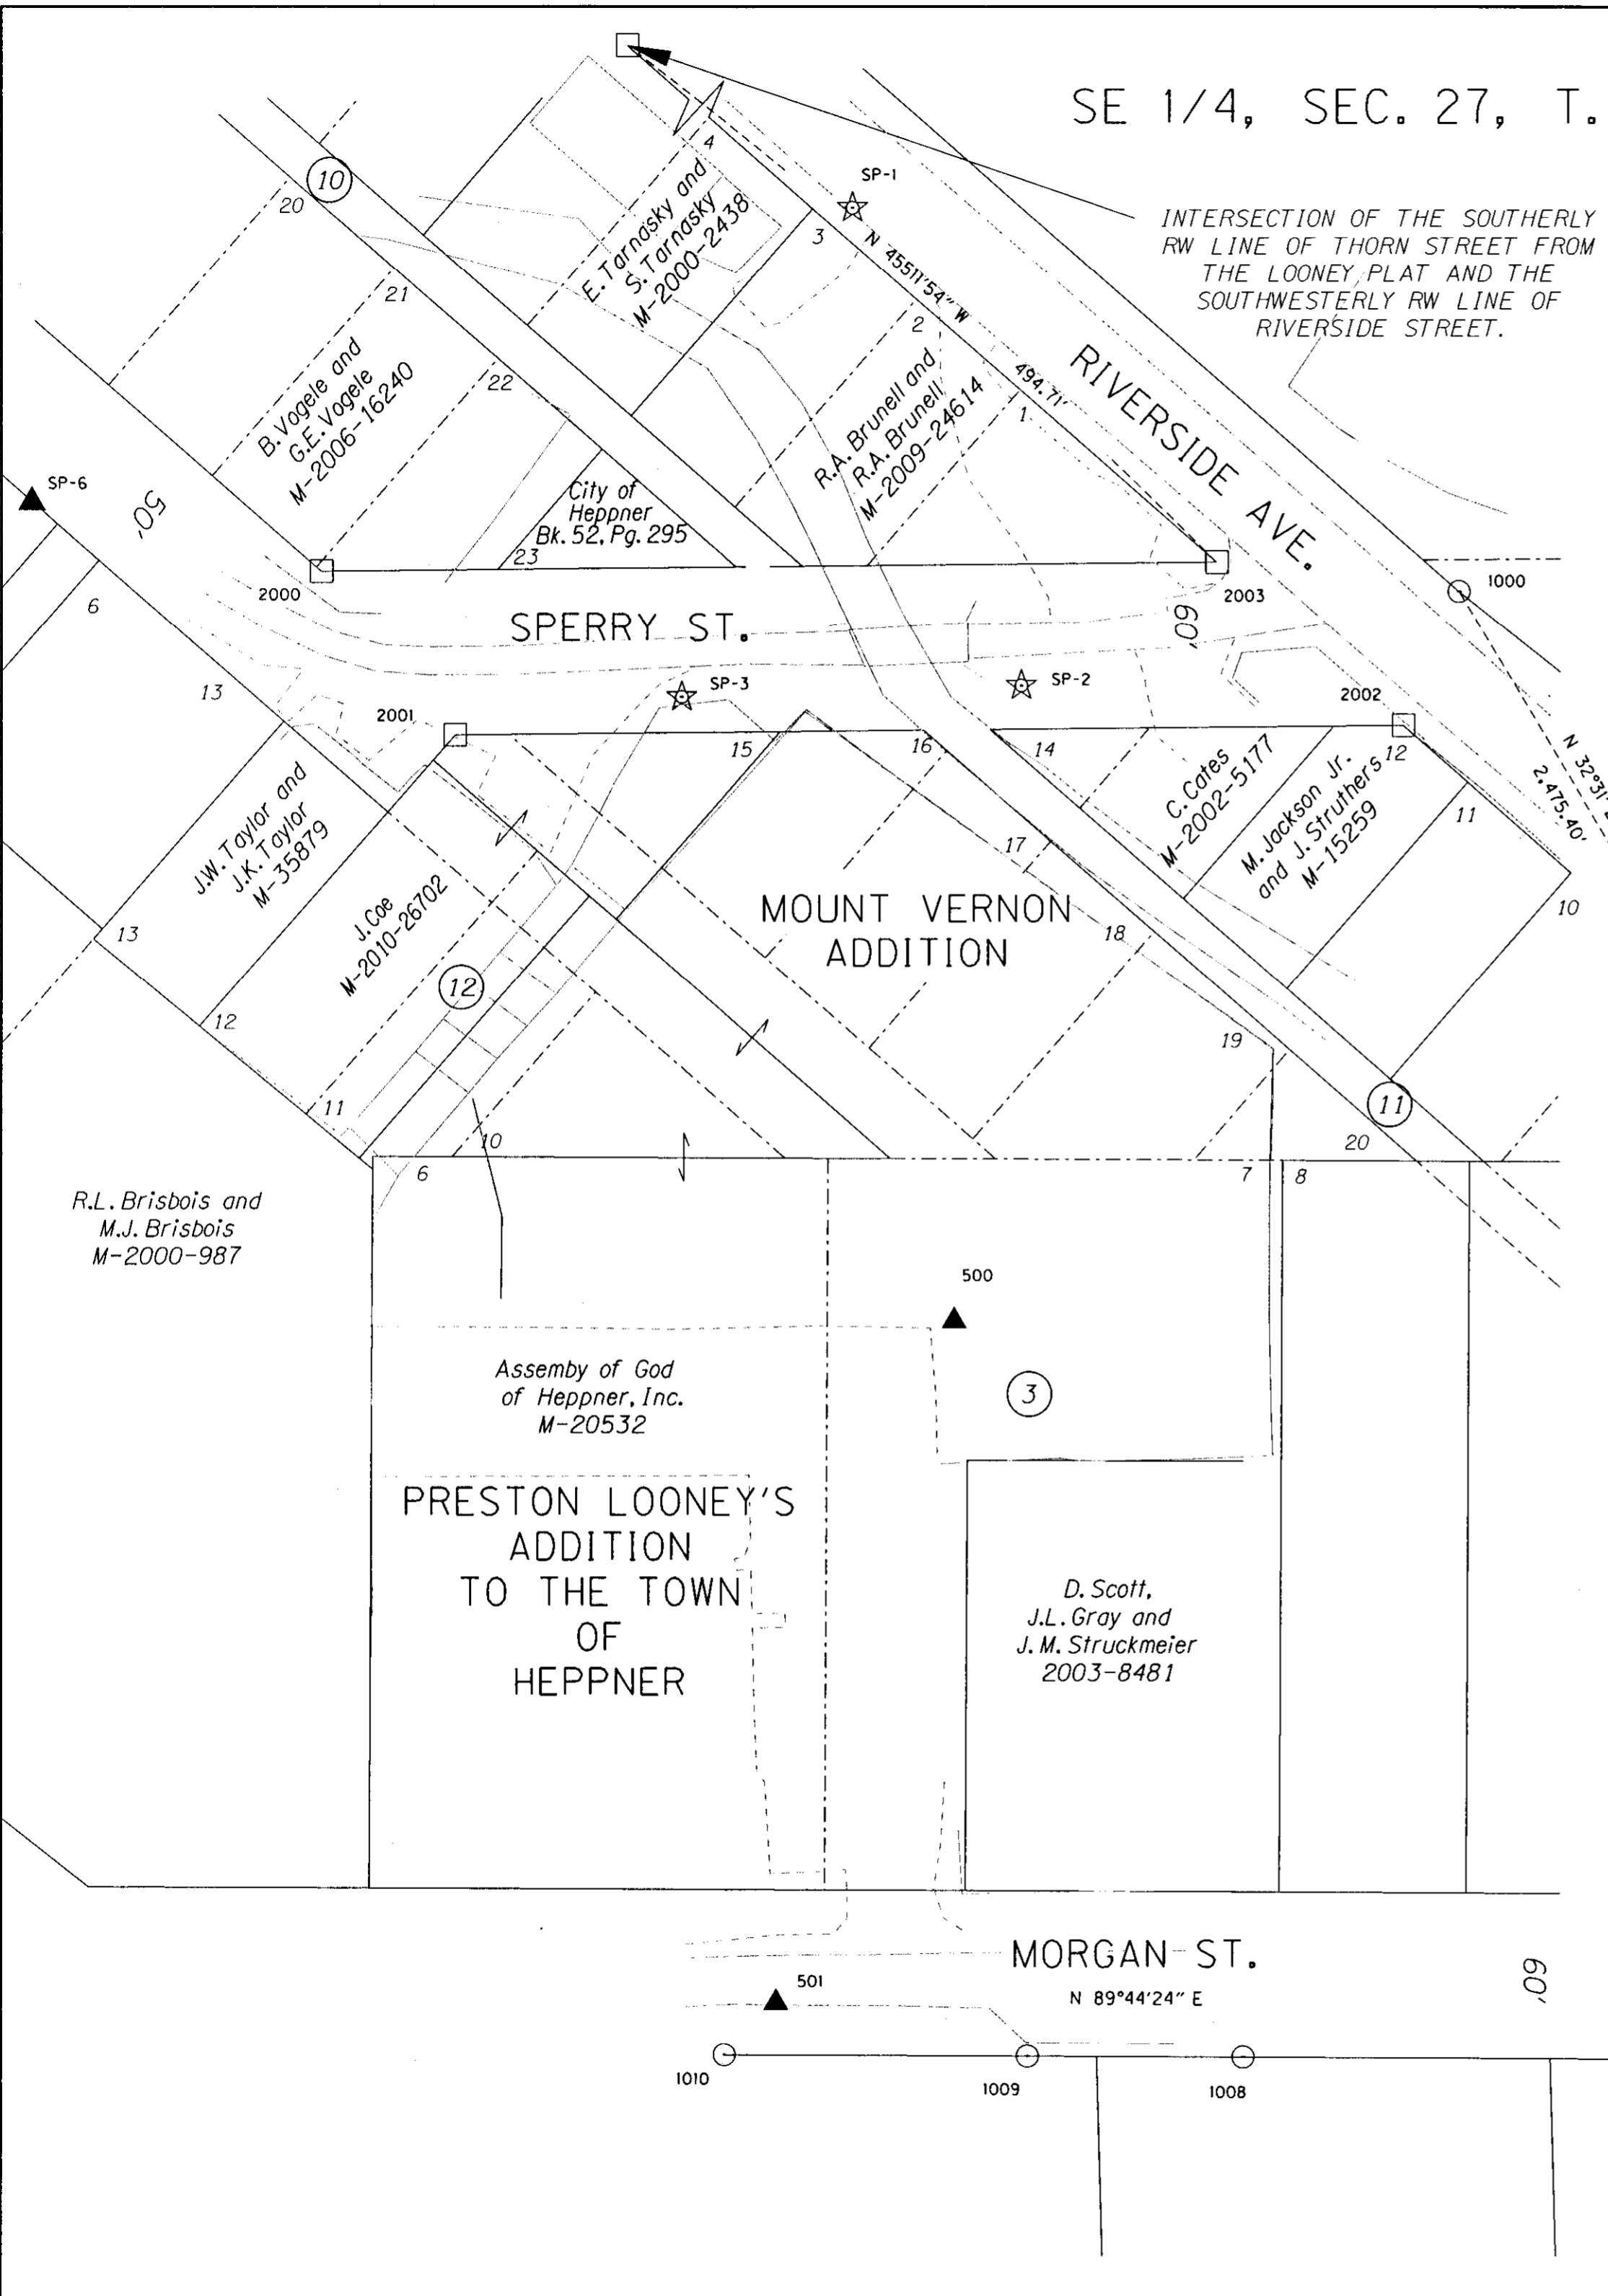 SE 1/4, SEC. 27, T.
INTERSECTION OF THE SOUTHERLY
RW LINE OF THORN STREET FROM
THE LOONEY PLAT AND THE
SOUTHWESTERLY RW LINE OF
RIVERSIDE STREET.
SP-1
10
20
4
E. Tarnasky and
S. Tarnasky
M-2000-2438
3
N 45511'54" W
494.71'
21
2
B. Vogele and
G.E. Vogele
M-2006-16240
22
R.A. Brunell and
R.A. Brunell
M-2009-24614
1
RIVERSIDE AVE.
SP-6
50'
City of
Heppner
Bk. 52, Pg. 295
23
2000
2003
1000
6
SPERRY ST.
60'
13
SP-3
SP-2
2001
2002
15
16
14
12
N 32°31'
2,475.40'
J.W. Taylor and
J.K. Taylor
M-35879
C. Cates
M-2002-5177
M. Jackson Jr.
and J. Struthers
M-15259
11
17
10
J. Coe
M-2010-26702
MOUNT VERNON
ADDITION
13
18
12
12
19
11
11
10
20
6
7
8
R.L. Brisbois and
M.J. Brisbois
M-2000-987
500
Assemby of God
of Heppner, Inc.
M-20532
3
PRESTON LOONEY'S
ADDITION
TO THE TOWN
OF
HEPPNER
D. Scott,
J.L. Gray and
J. M. Struckmeier
2003-8481
MORGAN ST.
N 89°44'24" E
60'
501
1010
1009
1008